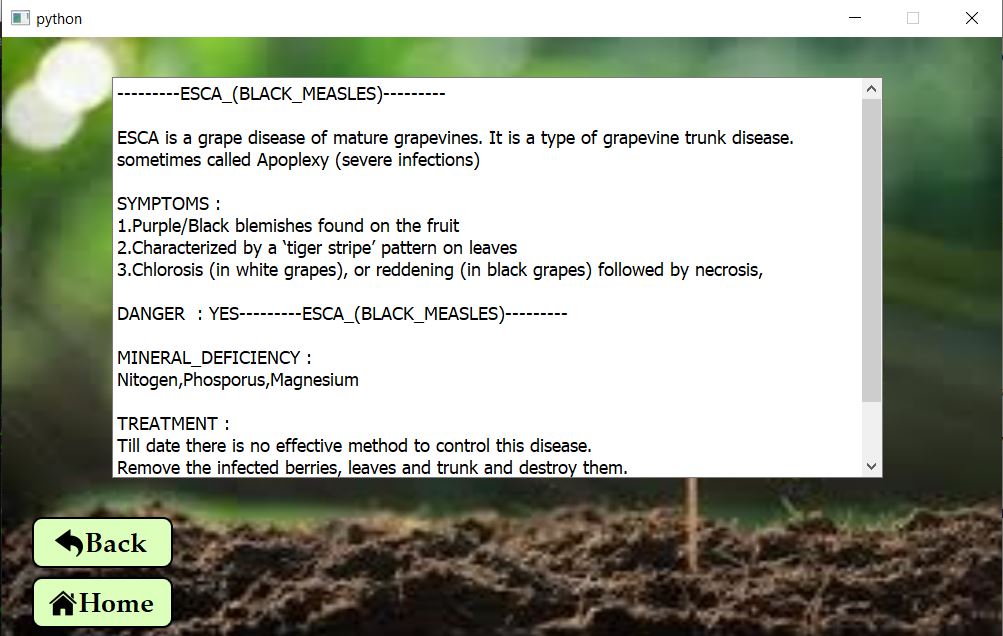 python
---------ESCA_(BLACK_MEASLES)---------
ESCA is a grape disease of mature grapevines. It is a type of grapevine trunk disease.
sometimes called Apoplexy (severe infections)
SYMPTOMS :
1.Purple/Black blemishes found on the fruit
2.Characterized by a ‘tiger stripe’ pattern on leaves
3.Chlorosis (in white grapes), or reddening (in black grapes) followed by necrosis,
DANGER  : YES---------ESCA_(BLACK_MEASLES)---------
MINERAL_DEFICIENCY :
Nitogen,Phosporus,Magnesium
TREATMENT :
Till date there is no effective method to control this disease.
Remove the infected berries, leaves and trunk and destroy them.
Back
Home